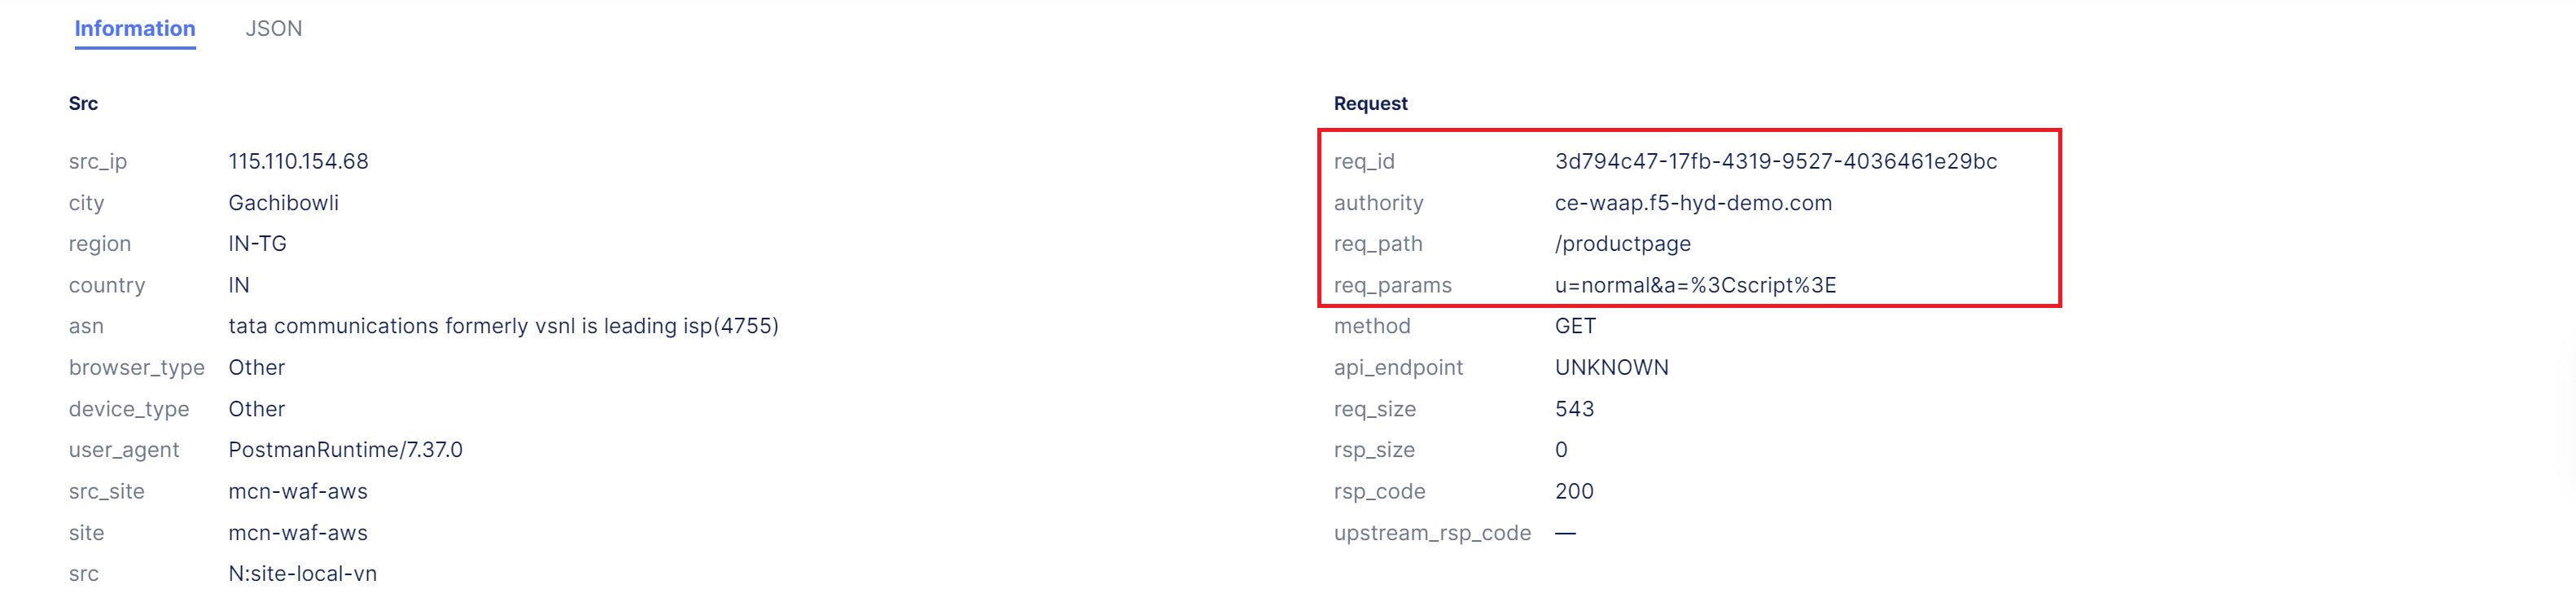 Information JSON
Src
src_ip 115.110.154.68
city Gachibowli
region IN-TG
country IN
asn tata communications formerly vsnl is leading isp(4755)
browser_type Other
device_type Other
user_agent PostmanRuntime/7.37.0
src_site mcn-waf-aws
site mcn-waf-aws
src N:site-local-vn
Request
req_id 3d794c47-17fb-4319-9527-4036461e29bc
authority ce-waap.f5-hyd-demo.com
req_path /productpage
req_params u=normal&a=%3Cscript%3E
method GET
api_endpoint UNKNOWN
req_size 543
rsp_size 0
rsp_code 200
upstream_rsp_code —